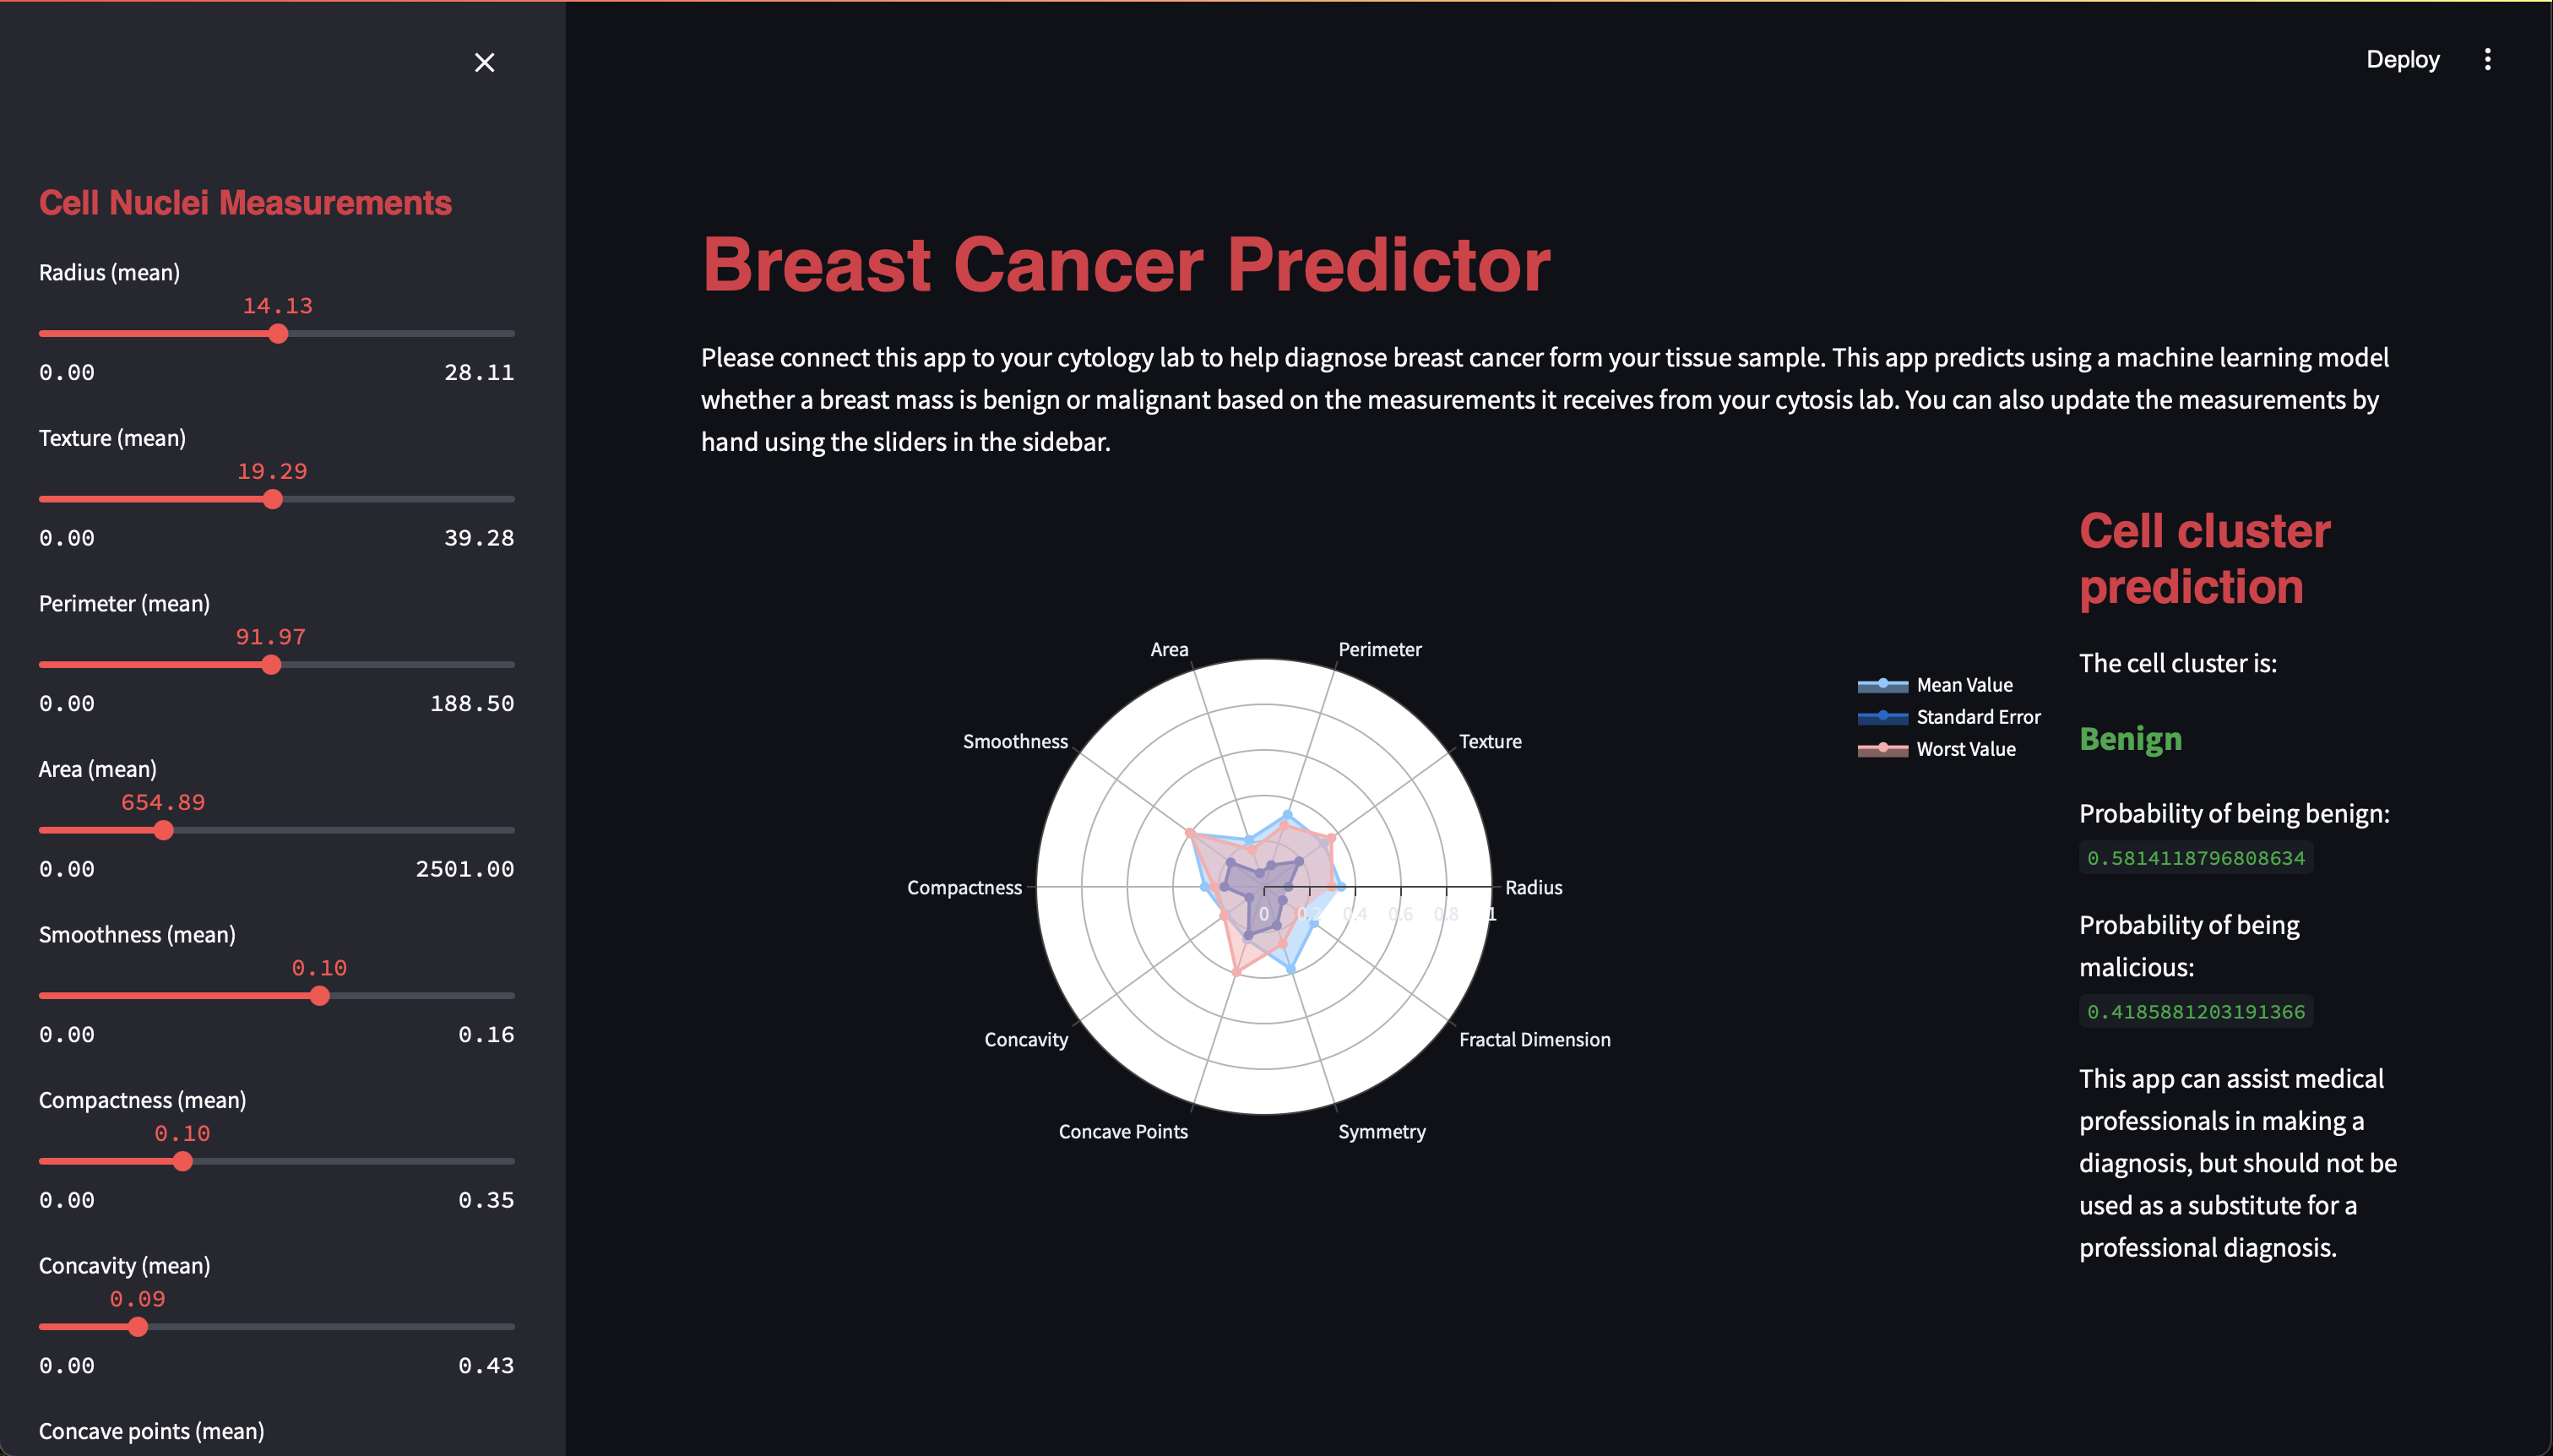 Deploy
Cell Nuclei Measurements
Radius (mean)
14.13
0.00 28.11
Texture (mean)
19.29
0.00 39.28
Perimeter (mean)
91.97
0.00 188.50
Area (mean)
654.89
0.00 2501.00
Smoothness (mean)
0.10
0.00 0.16
Compactness (mean)
0.10
0.00 0.35
Concavity (mean)
0.09
0.00 0.43
Concave points (mean)
Breast Cancer Predictor
Please connect this app to your cytology lab to help diagnose breast cancer form your tissue sample. This app predicts using a machine learning model
whether a breast mass is benign or malignant based on the measurements it receives from your cytosis lab. You can also update the measurements by
hand using the sliders in the sidebar.
Area
Perimeter
Smoothness
Texture
Compactness
Radius
0 0.2 0.4 0.6 0.8 1
Concavity
Fractal Dimension
Concave Points
Symmetry
Mean Value
Standard Error
Worst Value
Cell cluster
prediction
The cell cluster is:
Benign
Probability of being benign:
0.5814118796808634
Probability of being
malicious:
0.4185881203191366
This app can assist medical
professionals in making a
diagnosis, but should not be
used as a substitute for a
professional diagnosis.